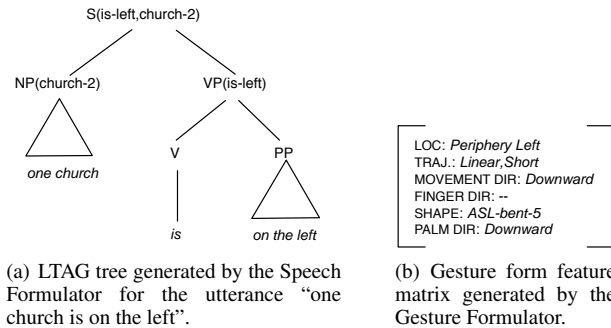 S(is-left,church-2)
NP(church-2)
VP(is-left)
V
PP
one church
is
on the left
LOC: Periphery Left
TRAJ.: Linear,Short
MOVEMENT DIR: Downward
FINGER DIR: --
SHAPE: ASL-bent-5
PALM DIR: Downward
(a) LTAG tree generated by the Speech
Formulator for the utterance “one
church is on the left”.
(b) Gesture form feature
matrix generated by the
Gesture Formulator.